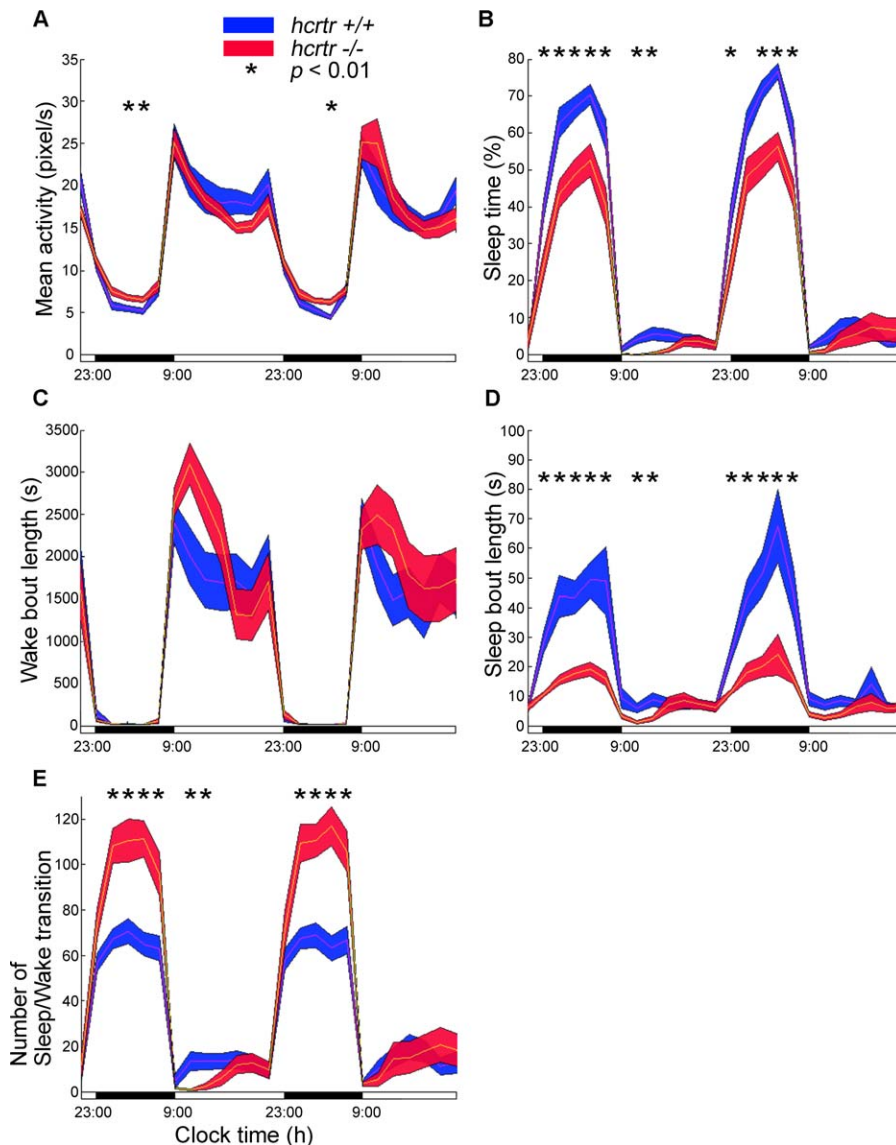 A
hcrtr +/+
hcrtr -/-
* p < 0.01
Mean activity (pixel/s)
35
30
25
20
15
10
5
0
**
*
23:00 9:00 23:00 9:00
B
Sleep time (%)
80
70
60
50
40
30
20
10
0
***** ** * ***
23:00 9:00 23:00 9:00
C
Wake bout length (s)
3500
3000
2500
2000
1500
1000
500
0
23:00 9:00 23:00 9:00
D
Sleep bout length (s)
100
90
80
70
60
50
40
30
20
10
0
***** ** *****
23:00 9:00 23:00 9:00
E
Number of
Sleep/Wake transition
120
100
80
60
40
20
0
**** ** ****
23:00 9:00 23:00 9:00
Clock time (h)